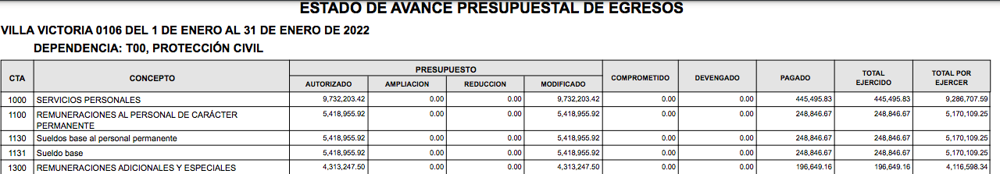 ESTADO DE AVANCE PRESUPUESTAL DE EGRESOS
VILLA VICTORIA 0106 DEL 1 DE ENERO AL 31 DE ENERO DE 2022
DEPENDENCIA: T00, PROTECCIÓN CIVIL
CTA CONCEPTO PRESUPUESTO COMPROMETIDO DEVENGADO PAGADO TOTAL EJERCIDO TOTAL POR EJERCER
AUTORIZADO AMPLIACION REDUCCION MODIFICADO
1000 SERVICIOS PERSONALES 9,732,203.42 0.00 0.00 9,732,203.42 0.00 0.00 445,495.83 445,495.83 9,286,707.59
1100 REMUNERACIONES AL PERSONAL DE CARÁCTER 5,418,955.92 0.00 0.00 5,418,955.92 0.00 0.00 248,846.67 248,846.67 5,170,109.25
PERMANENTE
1130 Sueldos base al personal permanente 5,418,955.92 0.00 0.00 5,418,955.92 0.00 0.00 248,846.67 248,846.67 5,170,109.25
1131 Sueldo base 5,418,955.92 0.00 0.00 5,418,955.92 0.00 0.00 248,846.67 248,846.67 5,170,109.25
1300 REMUNERACIONES ADICIONALES Y ESPECIALES 4,313,247.50 0.00 0.00 4,313,247.50 0.00 0.00 196,649.16 196,649.16 4,116,598.34